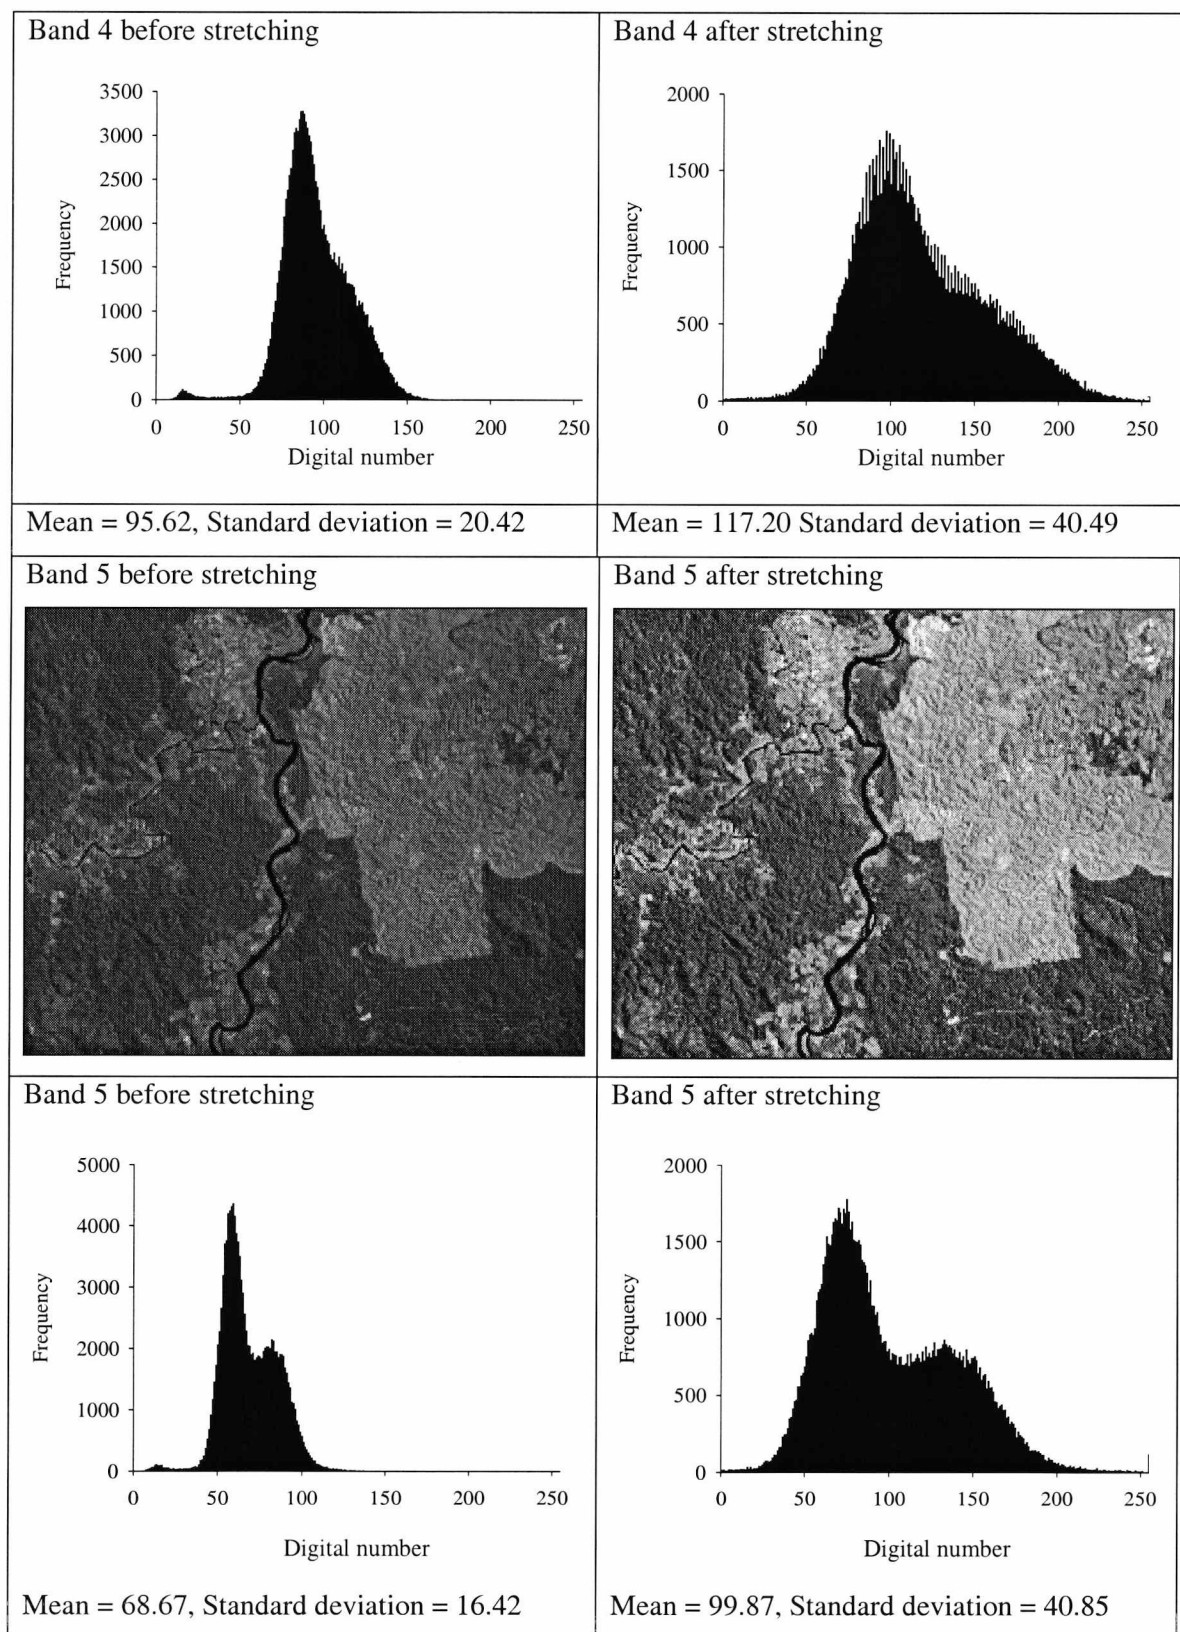 Band 4 before stretching
Band 4 after stretching
3500
3000
2500
2000
1500
1000
500
0
Frequency
0 50 100 150 200 250
Digital number
2000
1500
1000
500
0
Frequency
0 50 100 150 200 250
Digital number
Mean = 95.62, Standard deviation = 20.42
Mean = 117.20 Standard deviation = 40.49
Band 5 before stretching
Band 5 after stretching
Band 5 before stretching
Band 5 after stretching
5000
4000
3000
2000
1000
0
Frequency
0 50 100 150 200 250
Digital number
2000
1500
1000
500
0
Frequency
0 50 100 150 200 250
Digital number
Mean = 68.67, Standard deviation = 16.42
Mean = 99.87, Standard deviation = 40.85